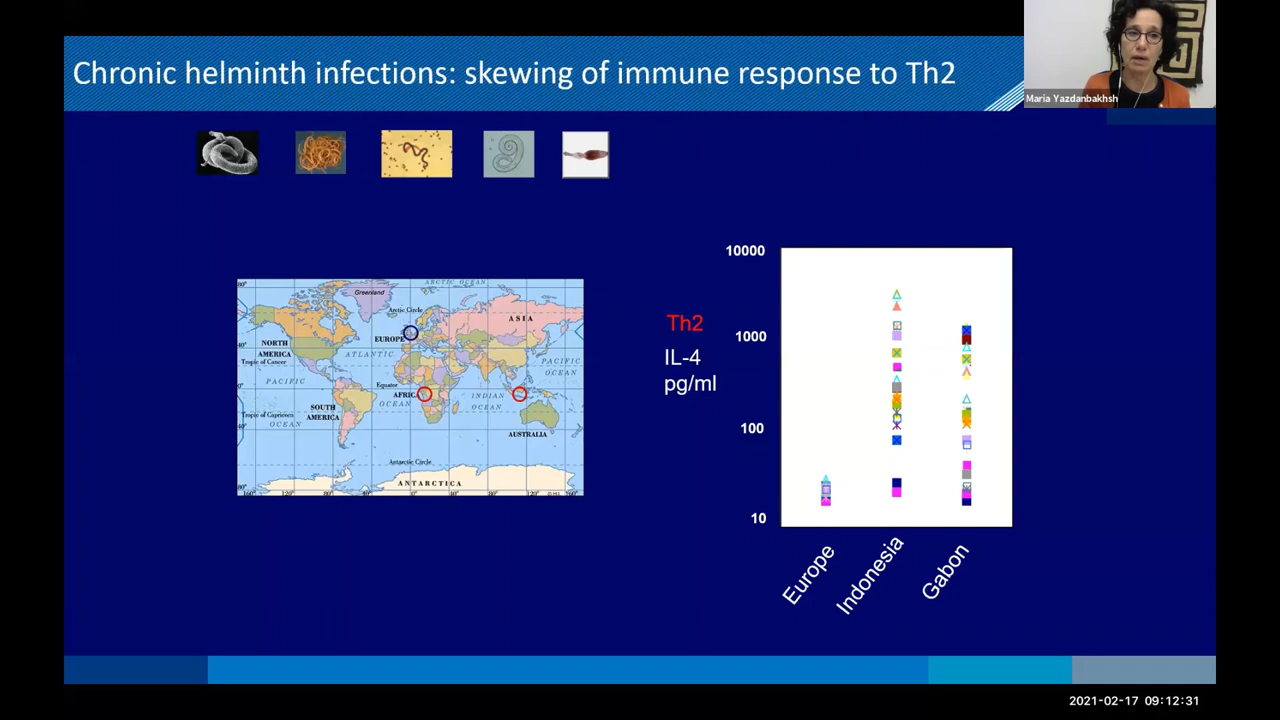 Chronic helminth infections: skewing of immune response to Th2
Maria Yazdanbakhsh
ARCTIC OCEAN
Greenland
Arctic Circle
ASIA
EUROPE
NORTH
AMERICA
ATLANTIC
PACIFIC
OCEAN
Tropic of Cancer
PACIFIC
Equator
AFRIC
INDIAN
OCEAN
OCEAN
SOUTH
AMERICA
Tropic of Capricorn
OCEAN
AUSTRALIA
Antarctic Circle
ANTARCTICA
Th2
IL-4
pg/ml
10000
1000
100
10
Europe
Indonesia
Gabon
2021-02-17 09:12:31